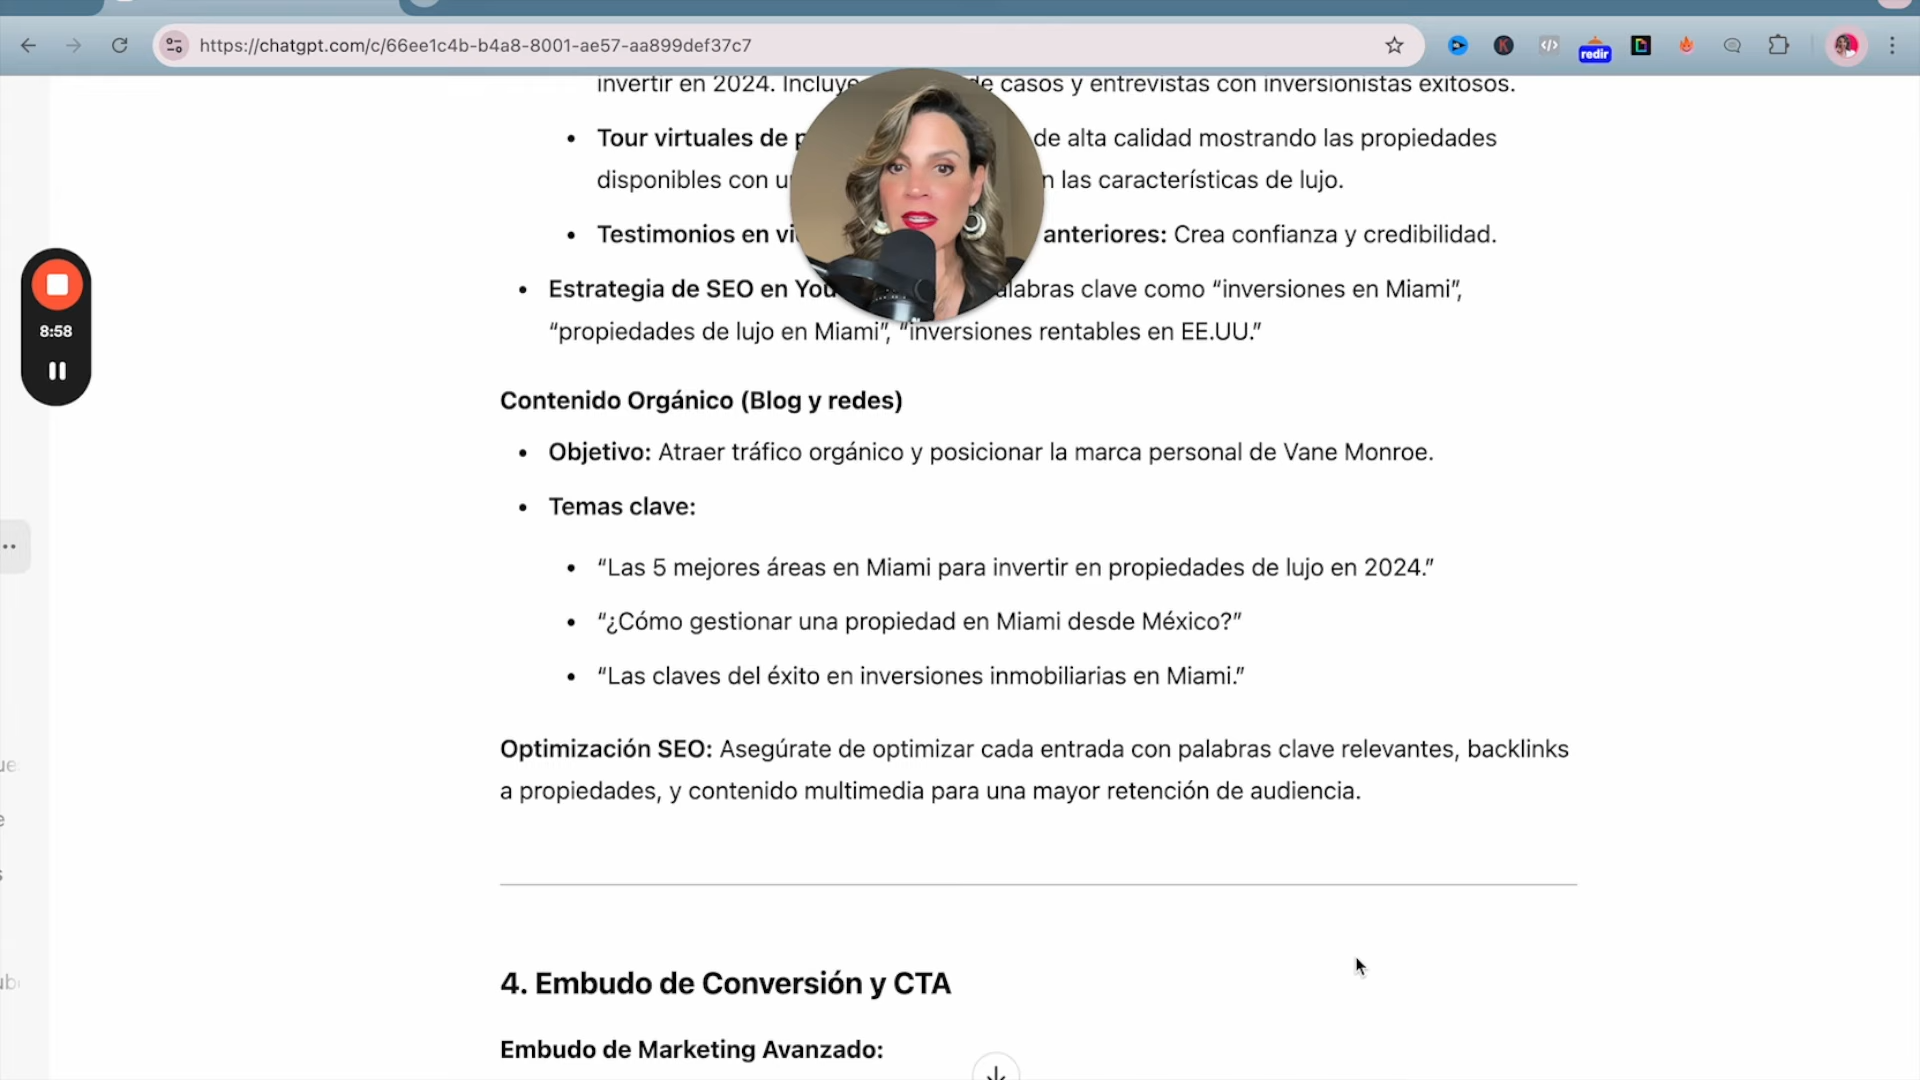 https://chatgpt.com/c/66ee1c4b-b4a8-8001-ae57-aa899def37c7
redir
invertir en 2024. Incluye de casos y entrevistas con inversionistas exitosos.
Tour virtuales de de alta calidad mostrando las propiedades
disponibles con las características de lujo.
Testimonios en anteriores: Crea confianza y credibilidad.
8:58
Estrategia de SEO en como “inversiones en Miami”,
“propiedades de lujo en Miami”, “inversiones rentables en EE.UU.”
Contenido Orgánico (Blog y redes)
Objetivo: Atraer tráfico orgánico y posicionar la marca personal de Vane Monroe.
Temas clave:
“Las 5 mejores áreas en Miami para invertir en propiedades de lujo en 2024.”
“¿Cómo gestionar una propiedad en Miami desde México?”
“Las claves del éxito en inversiones inmobiliarias en Miami.”
Optimización SEO: Asegúrate de optimizar cada entrada con palabras clave relevantes, backlinks
a propiedades, y contenido multimedia para una mayor retención de audiencia.
4. Embudo de Conversión y CTA
Embudo de Marketing Avanzado: